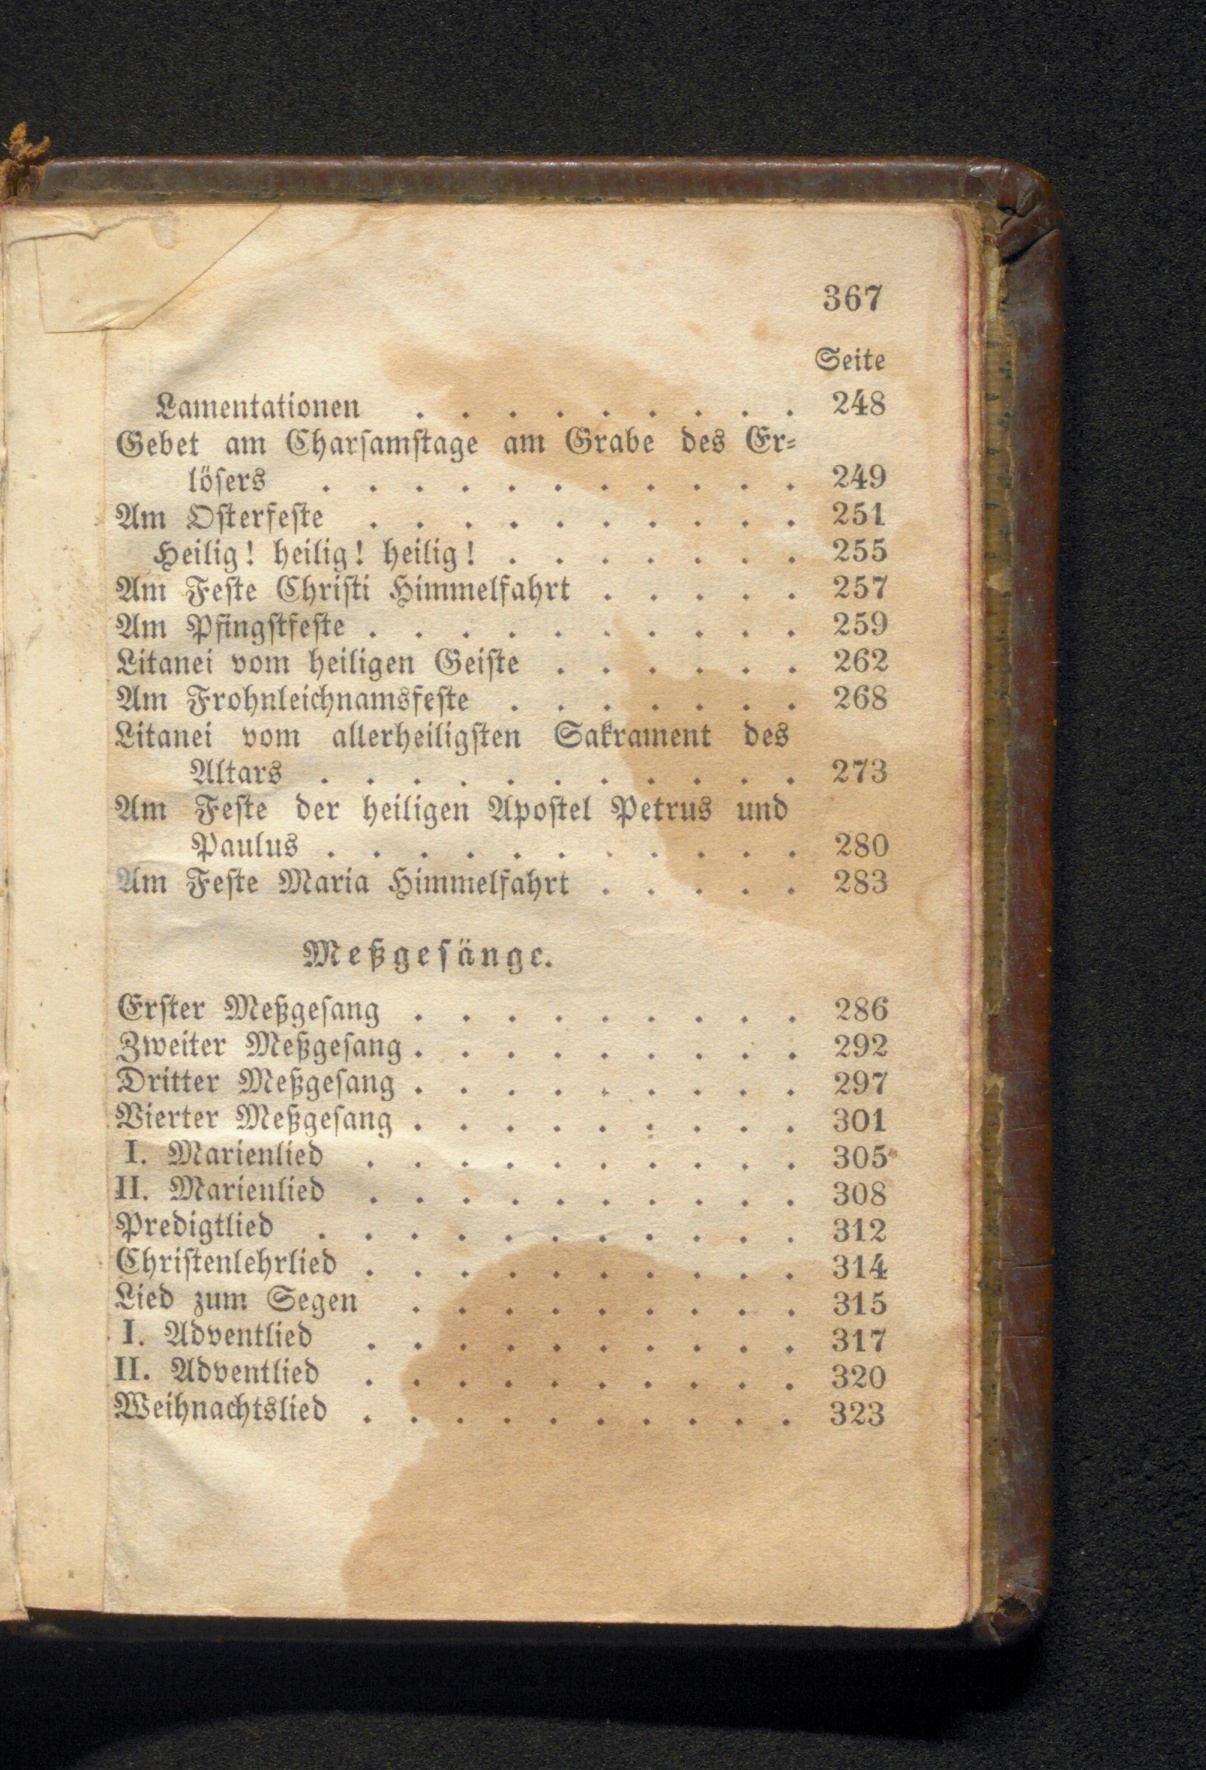 367
Seite
Lamentationen . . . . . . . . . 248
Gebet am Charſamſtage am Grabe des Er⸗
löſers . . . . . . . . . . . 249
Am Oſterfeſte . . . . . . . . . . 251
Heilig! heilig! heilig! . . . . . . . 255
Am Feſte Chriſti Himmelfahrt . . . . . 257
Am Pfingſtfeſte . . . . . . . . . . 259
Litanei vom heiligen Geiſte . . . . . . 262
Am Frohnleichnamsfeſte . . . . . . . 268
Litanei vom allerheiligſten Sakrament des
Altars . . . . . . . . . . . 273
Am Feſte der heiligen Apoſtel Petrus und
Paulus . . . . . . . . . . . 280
Am Feſte Maria Himmelfahrt . . . . . 283
Meßgeſänge.
Erſter Meßgeſang . . . . . . . . . 286
Zweiter Meßgeſang . . . . . . . . . 292
Dritter Meßgeſang . . . . . . . . . 297
Vierter Meßgeſang . . . . . . . . . 301
I. Marienlied . . . . . . . . . . 305
II. Marienlied . . . . . . . . . . 308
Predigtlied . . . . . . . . . . . 312
Chriſtenlehrlied . . . . . . . . . . 314
Lied zum Segen . . . . . . . . . 315
I. Adventlied . . . . . . . . . . 317
II. Adventlied . . . . . . . . . . 320
Weihnachtslied . . . . . . . . . . 323